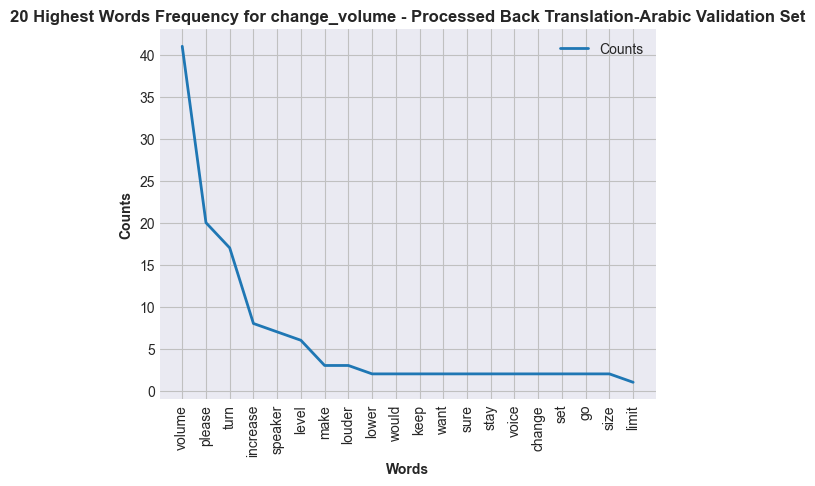 20 Highest Words Frequency for change_volume - Processed Back Translation-Arabic Validation Set
Counts
40
35
30
25
20
15
10
5
0
Counts
volume
please
turn
increase
speaker
level
make
louder
lower
would
keep
want
sure
stay
voice
change
set
go
size
limit
Words